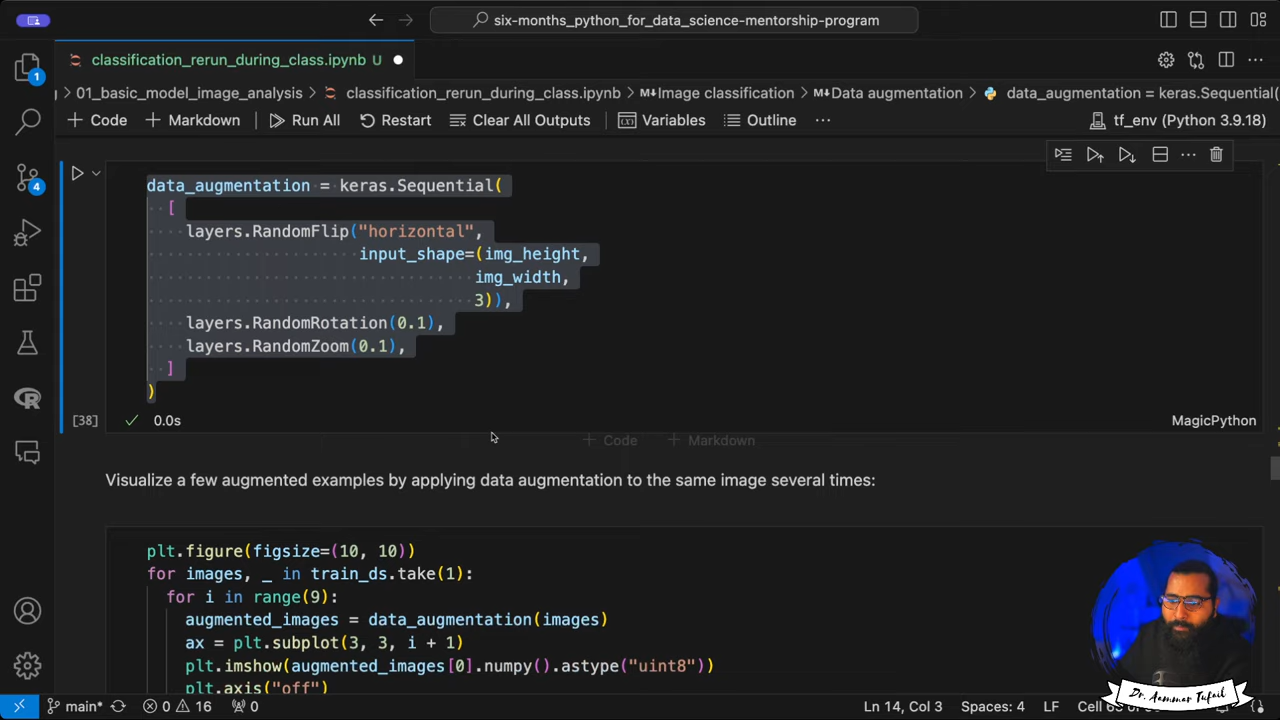 six-months_python_for_data_science-mentorship-program
classification_rerun_during_class.ipynb U
01_basic_model_image_analysis > classification_rerun_during_class.ipynb > Image classification > Data augmentation > data_augmentation = keras.Sequential(
+ Code + Markdown Run All Restart Clear All Outputs Variables Outline ... tf_env (Python 3.9.18)
data_augmentation = keras.Sequential(
[
layers.RandomFlip("horizontal",
input_shape=(img_height,
img_width,
3)),
layers.RandomRotation(0.1),
layers.RandomZoom(0.1),
]
)
[38] 0.0s MagicPython
+ Code + Markdown
Visualize a few augmented examples by applying data augmentation to the same image several times:
plt.figure(figsize=(10, 10))
for images, _ in train_ds.take(1):
for i in range(9):
augmented_images = data_augmentation(images)
ax = plt.subplot(3, 3, i + 1)
plt.imshow(augmented_images[0].numpy().astype("uint8"))
plt.axis("off")
1
4
Dr. Aammar Tufail
main* 0 16 0 Ln 14, Col 3 Spaces: 4 LF